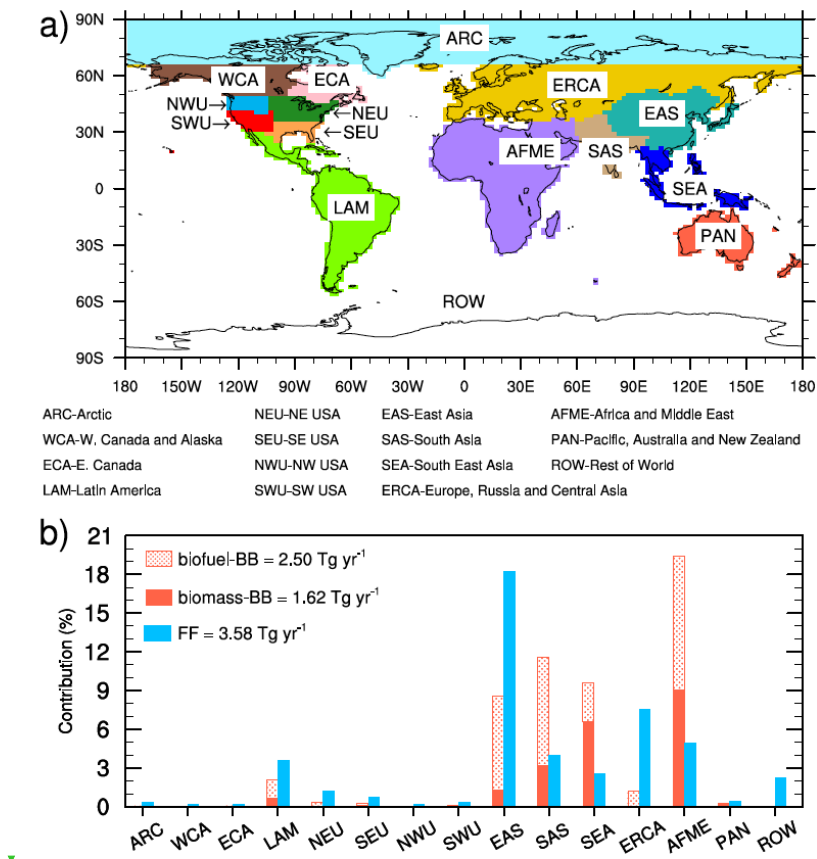 a)
90N
60N
30N
0
30S
60S
90S
ARC
WCA
ECA
ERCA
NWU→
SWU→
←NEU
←SEU
EAS
AFME
SAS
SEA
LAM
PAN
ROW
180 150W 120W 90W 60W 30W 0 30E 60E 90E 120E 150E 180
ARC-Arctic NEU-NE USA EAS-East Asia AFME-Africa and Middle East
WCA-W. Canada and Alaska SEU-SE USA SAS-South Asia PAN-Pacific, Australia and New Zealand
ECA-E. Canada NWU-NW USA SEA-South East Asia ROW-Rest of World
LAM-Latin America SWU-SW USA ERCA-Europe, Russia and Central Asia
b)
Contribution (%)
21
18
15
12
9
6
3
0
biofuel-BB = 2.50 Tg yr⁻¹
biomass-BB = 1.62 Tg yr⁻¹
FF = 3.58 Tg yr⁻¹
ARC WCA ECA LAM NEU SEU NWU SWU EAS SAS SEA ERCA AFME PAN ROW